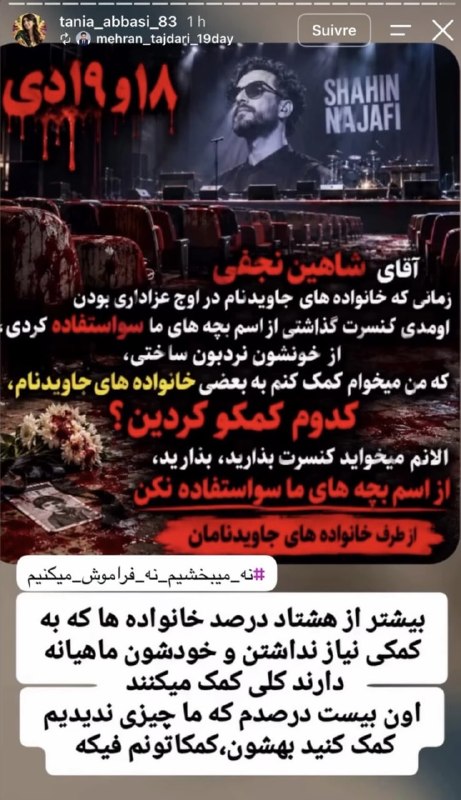 tania_abbasi_83 1 h
mehran_tajdari_19day
Suivre
۱۸ و ۱۹ دی
SHAHIN
NAJAFI
آقای شاهین نجفی
زمانی که خانواده های جاویدنام در اوج عزاداری بودن
اومدی کنسرت گذاشتی از اسم بچه های ما سواستفاده کردی،
از خونشون نردبون ساختی،
که من میخوام کمک کنم به بعضی خانواده های جاویدنام،
کدوم کمکو کردین؟
الانم میخواید کنسرت بذارید، بذارید،
از اسم بچه های ما سواستفاده نکن
از طرف خانواده های جاویدنامان
#نه_میبخشیم_نه_فراموش_میکنیم
بیشتر از هشتاد درصد خانواده ها که به
کمکی نیاز نداشتن و خودشون ماهیانه
دارند کلی کمک میکنند
اون بیست درصدم که ما چیزی ندیدیم
کمک کنید بهشون،کمکاتونم فیکه